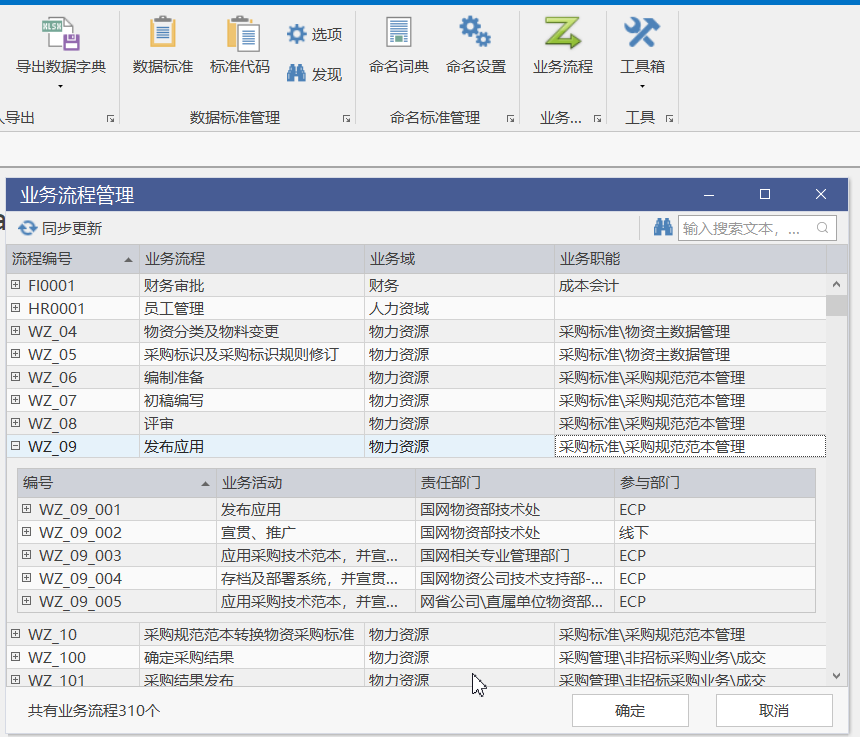 XLSX
导出数据字典 数据标准 标准代码 选项 发现 命名词典 命名设置 业务流程 工具箱
导出 数据标准管理 命名标准管理 业务... 工具
业务流程管理
同步更新 输入搜索文本，...
流程编号 业务流程 业务域 业务职能
FI0001 财务审批 财务 成本会计
HR0001 员工管理 人力资域
WZ_04 物资分类及物料变更 物力资源 采购标准\物资主数据管理
WZ_05 采购标识及采购标识规则修订 物力资源 采购标准\物资主数据管理
WZ_06 编制准备 物力资源 采购标准\采购规范范本管理
WZ_07 初稿编写 物力资源 采购标准\采购规范范本管理
WZ_08 评审 物力资源 采购标准\采购规范范本管理
WZ_09 发布应用 物力资源 采购标准\采购规范范本管理
编号 业务活动 责任部门 参与部门
WZ_09_001 发布应用 国网物资部技术处 ECP
WZ_09_002 宣贯、推广 国网物资部技术处 线下
WZ_09_003 应用采购技术范本，并宣... 国网相关专业管理部门 ECP
WZ_09_004 存档及部署系统，并宣贯... 国网物资公司技术支持部-... ECP
WZ_09_005 应用采购技术范本，并宣... 网省公司\直属单位物资部... ECP
WZ_10 采购规范范本转换物资采购标准 物力资源 采购标准\采购规范范本管理
WZ_100 确定采购结果 物力资源 采购管理\非招标采购业务\成交
WZ_101 采购结果发布 物力资源 采购管理\非招标采购业务\成交
共有业务流程310个 确定 取消